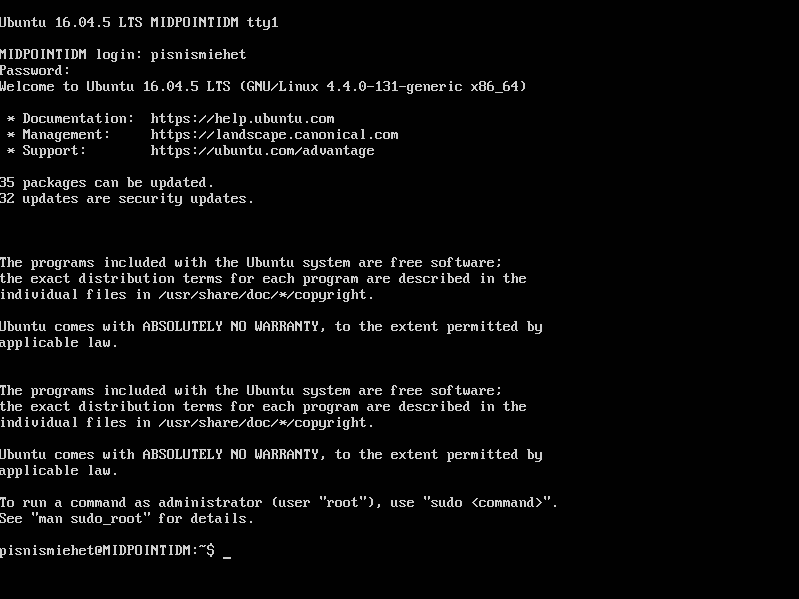 Ubuntu 16.04.5 LTS MIDPOINTIDM tty1
MIDPOINTIDM login: pisnismiehet
Password:
Welcome to Ubuntu 16.04.5 LTS (GNU/Linux 4.4.0-131-generic x86_64)
* Documentation:  https://help.ubuntu.com
* Management:     https://landscape.canonical.com
* Support:        https://ubuntu.com/advantage
35 packages can be updated.
32 updates are security updates.
The programs included with the Ubuntu system are free software;
the exact distribution terms for each program are described in the
individual files in /usr/share/doc/*/copyright.
Ubuntu comes with ABSOLUTELY NO WARRANTY, to the extent permitted by
applicable law.
The programs included with the Ubuntu system are free software;
the exact distribution terms for each program are described in the
individual files in /usr/share/doc/*/copyright.
Ubuntu comes with ABSOLUTELY NO WARRANTY, to the extent permitted by
applicable law.
To run a command as administrator (user "root"), use "sudo <command>".
See "man sudo_root" for details.
pisnismiehet@MIDPOINTIDM:~$ _